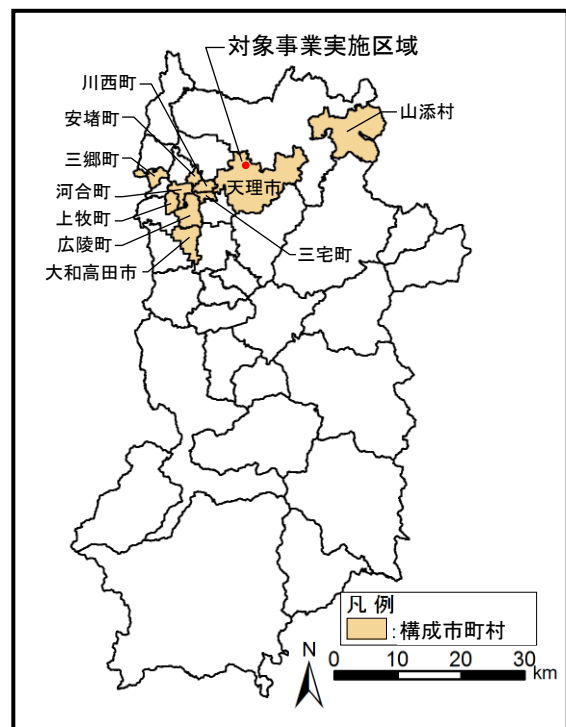 対象事業実施区域
川西町
安堵町
三郷町
河合町
上牧町
広陵町
大和高田市
山添村
天理市
三宅町
凡 例
:構成市町村
N
0 10 20 30
km